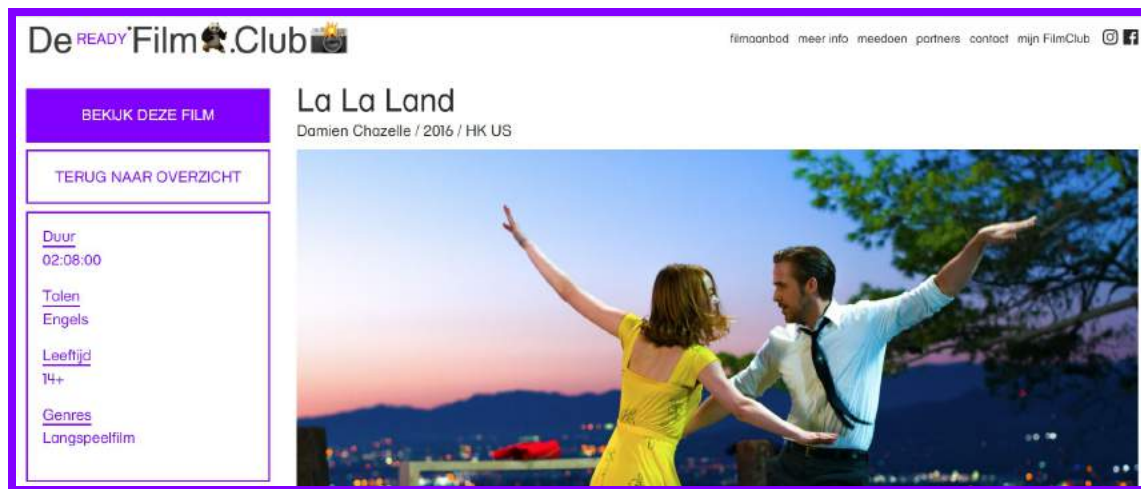 De READY Film .Club
filmaanbod meer info meedoen partners contact mijn FilmClub
BEKIJK DEZE FILM
TERUG NAAR OVERZICHT
Duur
02:08:00
Talen
Engels
Leeftijd
14+
Genres
Langspeelfilm
La La Land
Damien Chazelle / 2016 / HK US